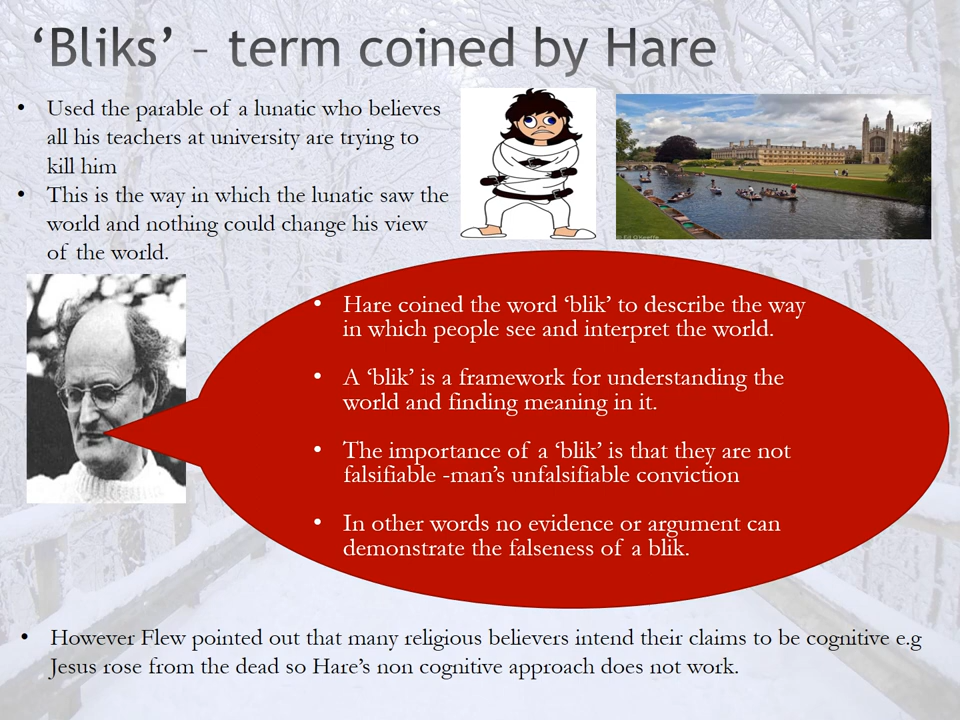 ‘Bliks’ – term coined by Hare
• Used the parable of a lunatic who believes
all his teachers at university are trying to
kill him
• This is the way in which the lunatic saw the
world and nothing could change his view
of the world.
• Hare coined the word ‘blik’ to describe the way
in which people see and interpret the world.
• A ‘blik’ is a framework for understanding the
world and finding meaning in it.
• The importance of a ‘blik’ is that they are not
falsifiable -man’s unfalsifiable conviction
• In other words no evidence or argument can
demonstrate the falseness of a blik.
• However Flew pointed out that many religious believers intend their claims to be cognitive e.g
Jesus rose from the dead so Hare’s non cognitive approach does not work.